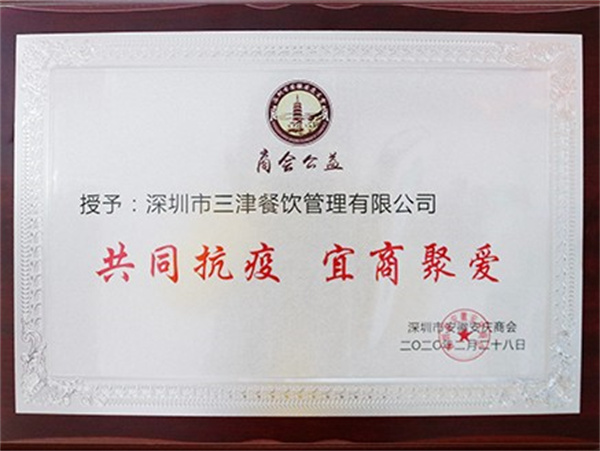 商会公益
授予：深圳市三津餐饮管理有限公司
共同抗疫 宜商聚爱
深圳市安徽安庆商会
二〇二〇年二月二十八日